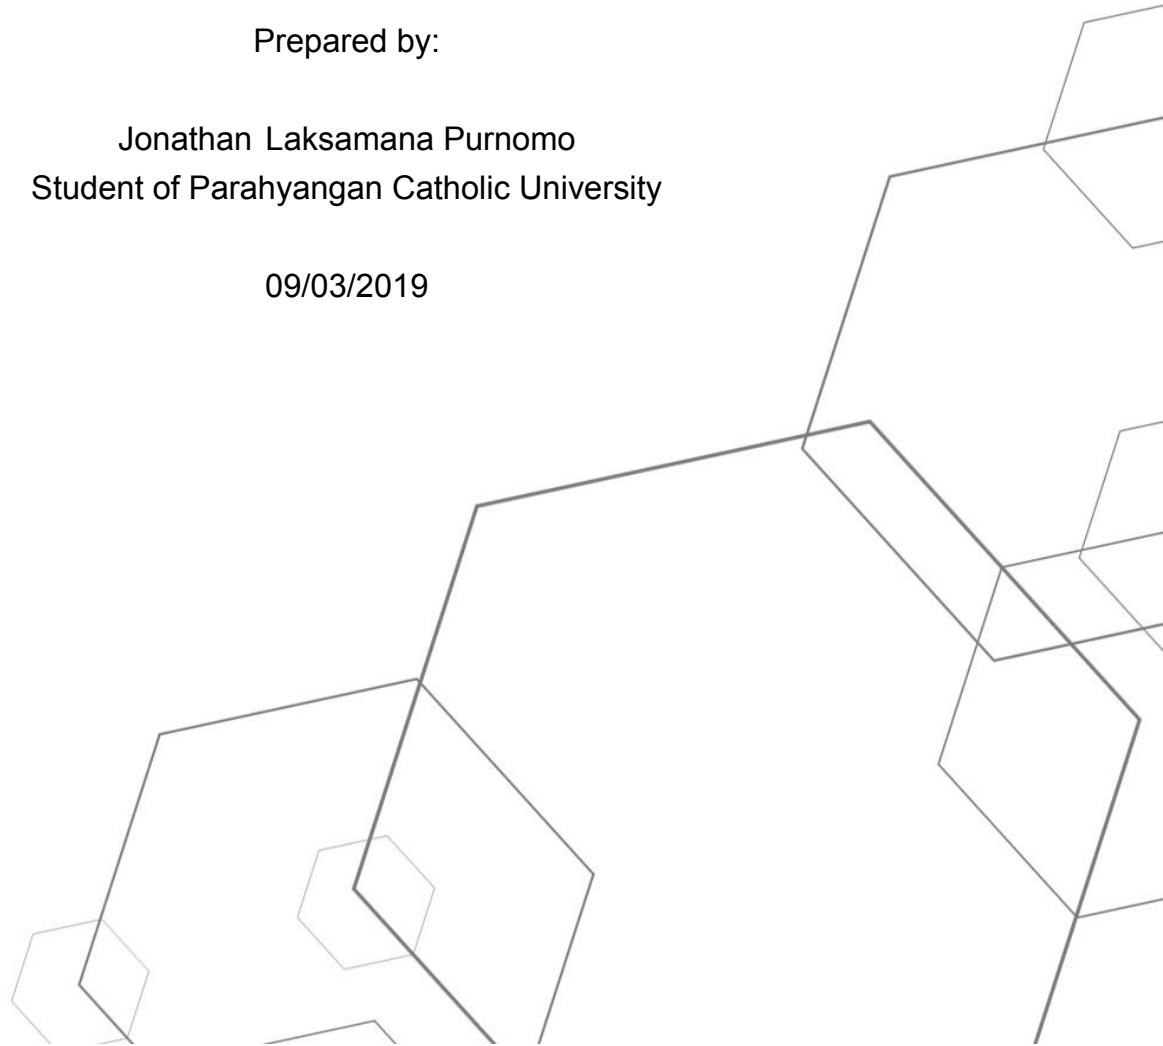 Prepared by:
Jonathan Laksamana Purnomo
Student of Parahyangan Catholic University
09/03/2019